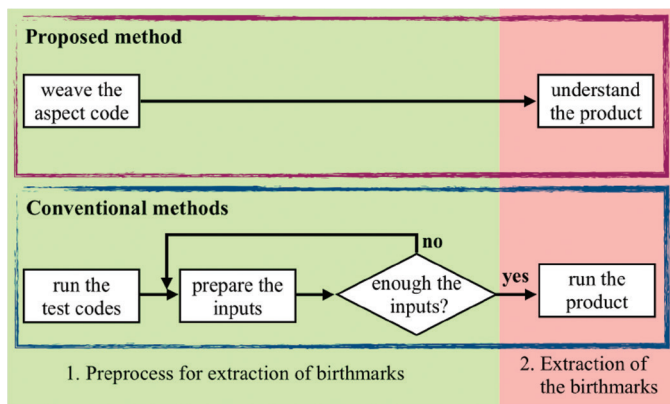 Proposed method
weave the
aspect code
understand
the product
Conventional methods
no
run the
test codes
prepare the
inputs
enough the
inputs?
yes
run the
product
1. Preprocess for extraction of birthmarks
2. Extraction of
the birthmarks